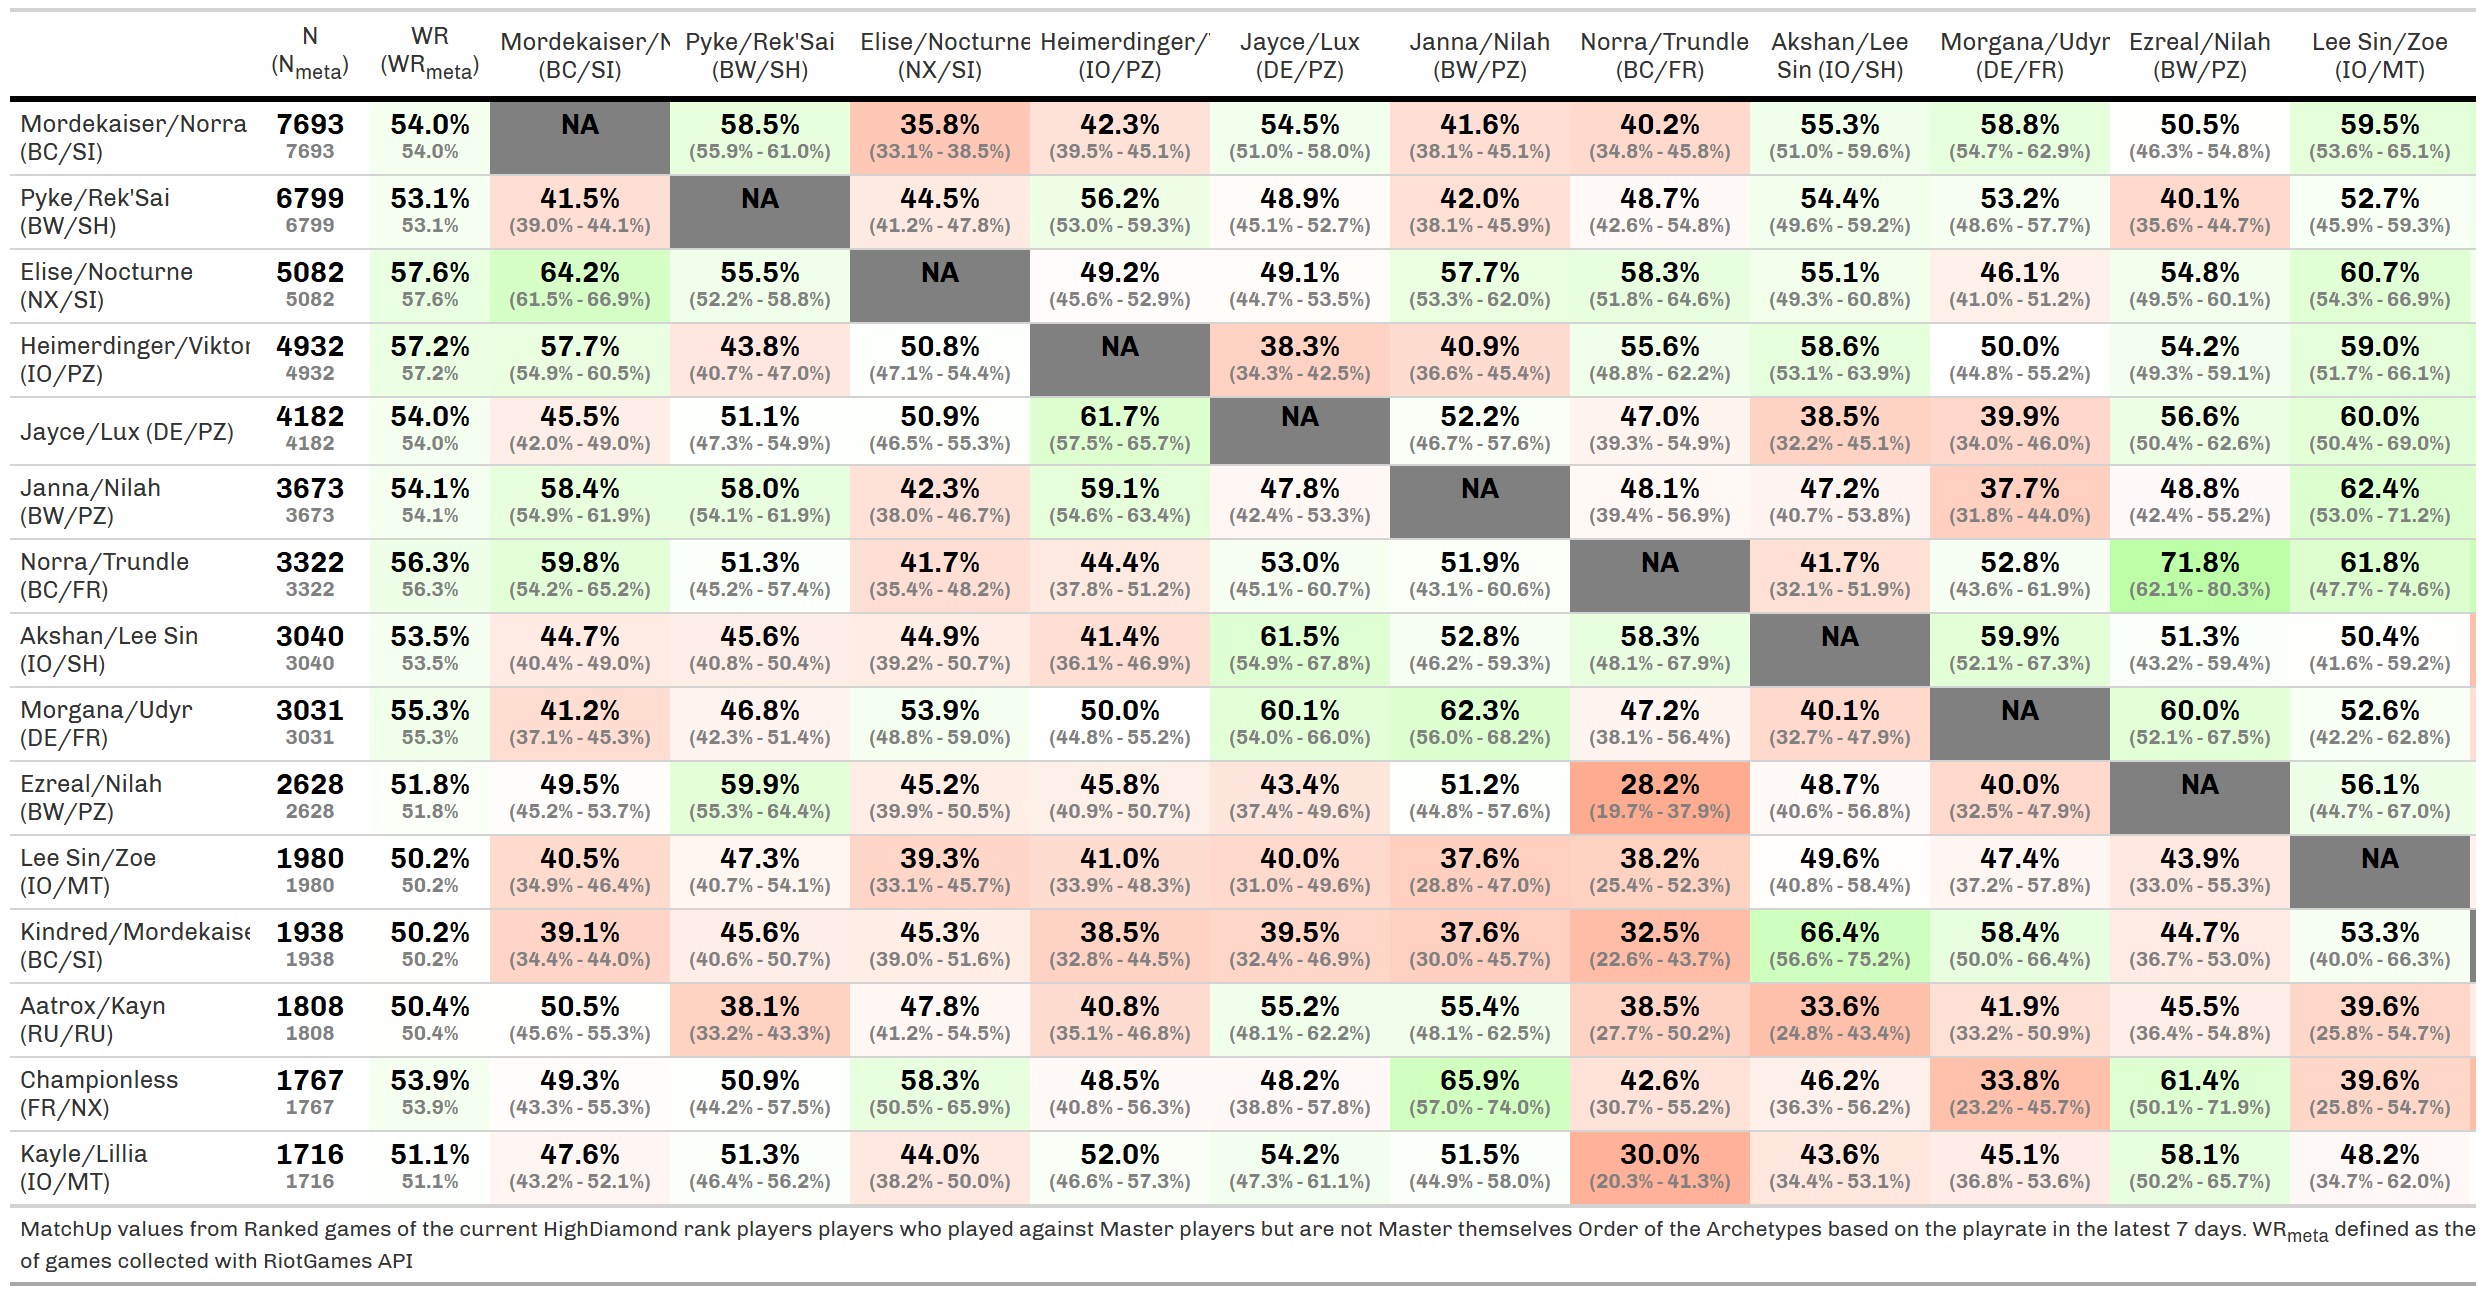 N WR Mordekaiser/N Pyke/Rek'Sai Elise/Nocturne Heimerdinger/ Jayce/Lux Janna/Nilah Norra/Trundle Akshan/Lee Morgana/Udyr Ezreal/Nilah Lee Sin/Zoe
(Nmeta) (WRmeta) (BC/SI) (BW/SH) (NX/SI) (IO/PZ) (DE/PZ) (BW/PZ) (BC/FR) Sin (IO/SH) (DE/FR) (BW/PZ) (IO/MT)
Mordekaiser/Norra 7693 54.0% NA 58.5% 35.8% 42.3% 54.5% 41.6% 40.2% 55.3% 58.8% 50.5% 59.5%
(BC/SI) 7693 54.0% (55.9% - 61.0%) (33.1% - 38.5%) (39.5% - 45.1%) (51.0% - 58.0%) (38.1% - 45.1%) (34.8% - 45.8%) (51.0% - 59.6%) (54.7% - 62.9%) (46.3% - 54.8%) (53.6% - 65.1%)
Pyke/Rek'Sai 6799 53.1% 41.5% NA 44.5% 56.2% 48.9% 42.0% 48.7% 54.4% 53.2% 40.1% 52.7%
(BW/SH) 6799 53.1% (39.0% - 44.1%) (41.2% - 47.8%) (53.0% - 59.3%) (45.1% - 52.7%) (38.1% - 45.9%) (42.6% - 54.8%) (49.6% - 59.2%) (48.6% - 57.7%) (35.6% - 44.7%) (45.9% - 59.3%)
Elise/Nocturne 5082 57.6% 64.2% 55.5% NA 49.2% 49.1% 57.7% 58.3% 55.1% 46.1% 54.8% 60.7%
(NX/SI) 5082 57.6% (61.5% - 66.9%) (52.2% - 58.8%) (45.6% - 52.9%) (44.7% - 53.5%) (53.3% - 62.0%) (51.8% - 64.6%) (49.3% - 60.8%) (41.0% - 51.2%) (49.5% - 60.1%) (54.3% - 66.9%)
Heimerdinger/Viktor 4932 57.2% 57.7% 43.8% 50.8% NA 38.3% 40.9% 55.6% 58.6% 50.0% 54.2% 59.0%
(IO/PZ) 4932 57.2% (54.9% - 60.5%) (40.7% - 47.0%) (47.1% - 54.4%) (34.3% - 42.5%) (36.6% - 45.4%) (48.8% - 62.2%) (53.1% - 63.9%) (44.8% - 55.2%) (49.3% - 59.1%) (51.7% - 66.1%)
Jayce/Lux (DE/PZ) 4182 54.0% 45.5% 51.1% 50.9% 61.7% NA 52.2% 47.0% 38.5% 39.9% 56.6% 60.0%
4182 54.0% (42.0% - 49.0%) (47.3% - 54.9%) (46.5% - 55.3%) (57.5% - 65.7%) (46.7% - 57.6%) (39.3% - 54.9%) (32.2% - 45.1%) (34.0% - 46.0%) (50.4% - 62.6%) (50.4% - 69.0%)
Janna/Nilah 3673 54.1% 58.4% 58.0% 42.3% 59.1% 47.8% NA 48.1% 47.2% 37.7% 48.8% 62.4%
(BW/PZ) 3673 54.1% (54.9% - 61.9%) (54.1% - 61.9%) (38.0% - 46.7%) (54.6% - 63.4%) (42.4% - 53.3%) (39.4% - 56.9%) (40.7% - 53.8%) (31.8% - 44.0%) (42.4% - 55.2%) (53.0% - 71.2%)
Norra/Trundle 3322 56.3% 59.8% 51.3% 41.7% 44.4% 53.0% 51.9% NA 41.7% 52.8% 71.8% 61.8%
(BC/FR) 3322 56.3% (54.2% - 65.2%) (45.2% - 57.4%) (35.4% - 48.2%) (37.8% - 51.2%) (45.1% - 60.7%) (43.1% - 60.6%) (32.1% - 51.9%) (43.6% - 61.9%) (62.1% - 80.3%) (47.7% - 74.6%)
Akshan/Lee Sin 3040 53.5% 44.7% 45.6% 44.9% 41.4% 61.5% 52.8% 58.3% NA 59.9% 51.3% 50.4%
(IO/SH) 3040 53.5% (40.4% - 49.0%) (40.8% - 50.4%) (39.2% - 50.7%) (36.1% - 46.9%) (54.9% - 67.8%) (46.2% - 59.3%) (48.1% - 67.9%) (52.1% - 67.3%) (43.2% - 59.4%) (41.6% - 59.2%)
Morgana/Udyr 3031 55.3% 41.2% 46.8% 53.9% 50.0% 60.1% 62.3% 47.2% 40.1% NA 60.0% 52.6%
(DE/FR) 3031 55.3% (37.1% - 45.3%) (42.3% - 51.4%) (48.8% - 59.0%) (44.8% - 55.2%) (54.0% - 66.0%) (56.0% - 68.2%) (38.1% - 56.4%) (32.7% - 47.9%) (52.1% - 67.5%) (42.2% - 62.8%)
Ezreal/Nilah 2628 51.8% 49.5% 59.9% 45.2% 45.8% 43.4% 51.2% 28.2% 48.7% 40.0% NA 56.1%
(BW/PZ) 2628 51.8% (45.2% - 53.7%) (55.3% - 64.4%) (39.9% - 50.5%) (40.9% - 50.7%) (37.4% - 49.6%) (44.8% - 57.6%) (19.7% - 37.9%) (40.6% - 56.8%) (32.5% - 47.9%) (44.7% - 67.0%)
Lee Sin/Zoe 1980 50.2% 40.5% 47.3% 39.3% 41.0% 40.0% 37.6% 38.2% 49.6% 47.4% 43.9% NA
(IO/MT) 1980 50.2% (34.9% - 46.4%) (40.7% - 54.1%) (33.1% - 45.7%) (33.9% - 48.3%) (31.0% - 49.6%) (28.8% - 47.0%) (25.4% - 52.3%) (40.8% - 58.4%) (37.2% - 57.8%) (33.0% - 55.3%)
Kindred/Mordekaise 1938 50.2% 39.1% 45.6% 45.3% 38.5% 39.5% 37.6% 32.5% 66.4% 58.4% 44.7% 53.3%
(BC/SI) 1938 50.2% (34.4% - 44.0%) (40.6% - 50.7%) (39.0% - 51.6%) (32.8% - 44.5%) (32.4% - 46.9%) (30.0% - 45.7%) (22.6% - 43.7%) (56.6% - 75.2%) (50.0% - 66.4%) (36.7% - 53.0%) (40.0% - 66.3%)
Aatrox/Kayn 1808 50.4% 50.5% 38.1% 47.8% 40.8% 55.2% 55.4% 38.5% 33.6% 41.9% 45.5% 39.6%
(RU/RU) 1808 50.4% (45.6% - 55.3%) (33.2% - 43.3%) (41.2% - 54.5%) (35.1% - 46.8%) (48.1% - 62.2%) (48.1% - 62.5%) (27.7% - 50.2%) (24.8% - 43.4%) (33.2% - 50.9%) (36.4% - 54.8%) (25.8% - 54.7%)
Championless 1767 53.9% 49.3% 50.9% 58.3% 48.5% 48.2% 65.9% 42.6% 46.2% 33.8% 61.4% 39.6%
(FR/NX) 1767 53.9% (43.3% - 55.3%) (44.2% - 57.5%) (50.5% - 65.9%) (40.8% - 56.3%) (38.8% - 57.8%) (57.0% - 74.0%) (30.7% - 55.2%) (36.3% - 56.2%) (23.2% - 45.7%) (50.1% - 71.9%) (25.8% - 54.7%)
Kayle/Lillia 1716 51.1% 47.6% 51.3% 44.0% 52.0% 54.2% 51.5% 30.0% 43.6% 45.1% 58.1% 48.2%
(IO/MT) 1716 51.1% (43.2% - 52.1%) (46.4% - 56.2%) (38.2% - 50.0%) (46.6% - 57.3%) (47.3% - 61.1%) (44.9% - 58.0%) (20.3% - 41.3%) (34.4% - 53.1%) (36.8% - 53.6%) (50.2% - 65.7%) (34.7% - 62.0%)
MatchUp values from Ranked games of the current HighDiamond rank players players who played against Master players but are not Master themselves Order of the Archetypes based on the playrate in the latest 7 days. WRmeta defined as the
of games collected with RiotGames API